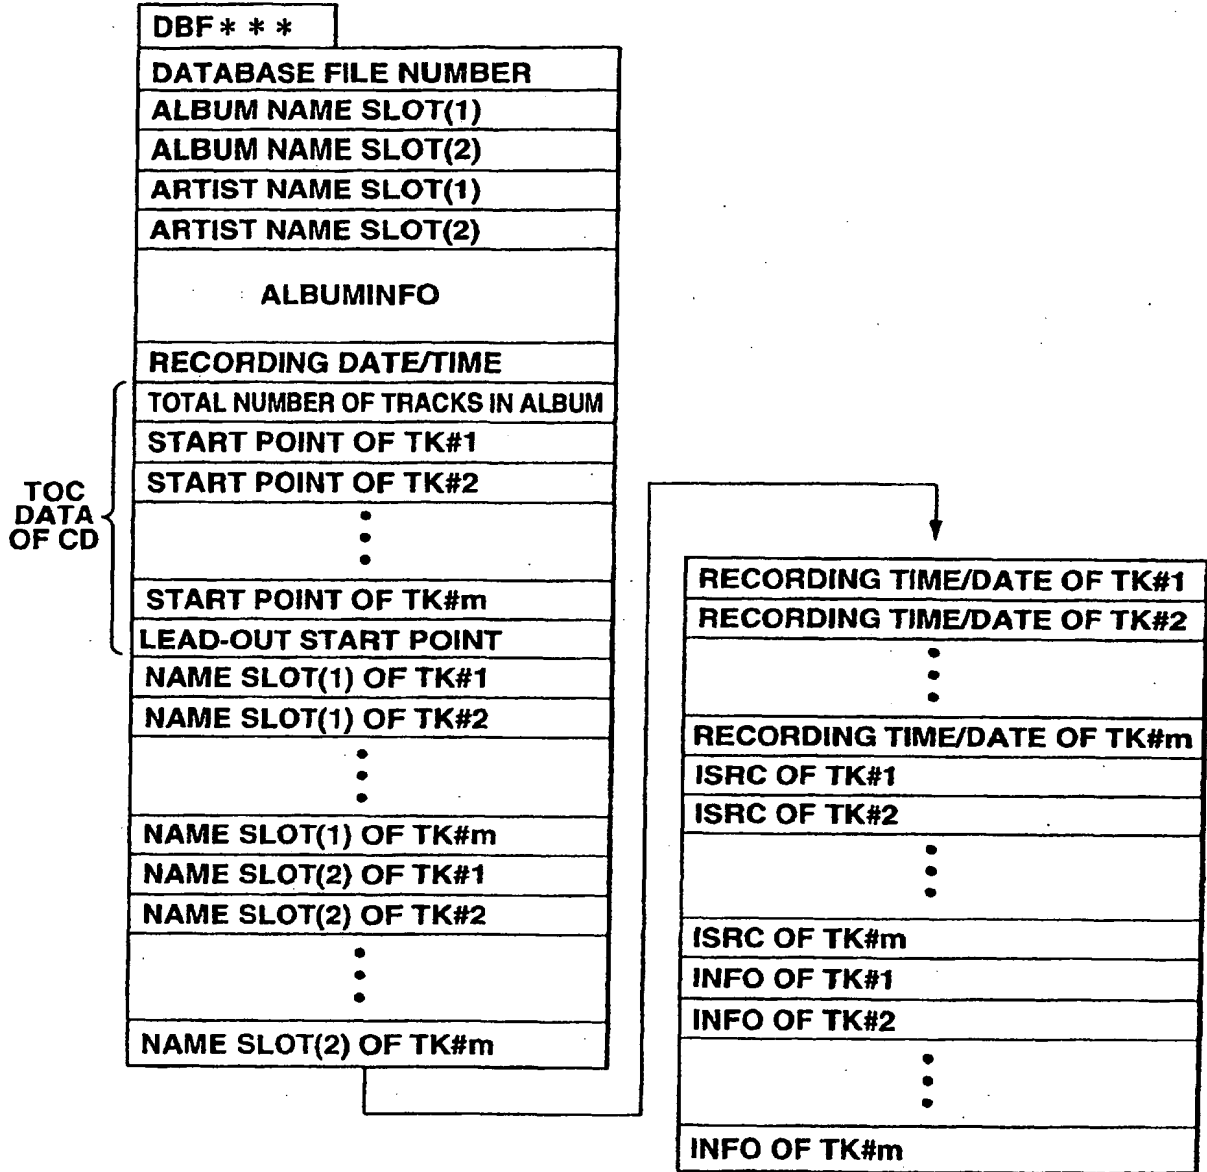 DBF＊＊＊
DATABASE FILE NUMBER
ALBUM NAME SLOT(1)
ALBUM NAME SLOT(2)
ARTIST NAME SLOT(1)
ARTIST NAME SLOT(2)
ALBUMINFO
RECORDING DATE/TIME
TOTAL NUMBER OF TRACKS IN ALBUM
START POINT OF TK#1
START POINT OF TK#2
START POINT OF TK#m
LEAD-OUT START POINT
TOC
DATA
OF CD
NAME SLOT(1) OF TK#1
NAME SLOT(1) OF TK#2
NAME SLOT(1) OF TK#m
NAME SLOT(2) OF TK#1
NAME SLOT(2) OF TK#2
NAME SLOT(2) OF TK#m
RECORDING TIME/DATE OF TK#1
RECORDING TIME/DATE OF TK#2
RECORDING TIME/DATE OF TK#m
ISRC OF TK#1
ISRC OF TK#2
ISRC OF TK#m
INFO OF TK#1
INFO OF TK#2
INFO OF TK#m